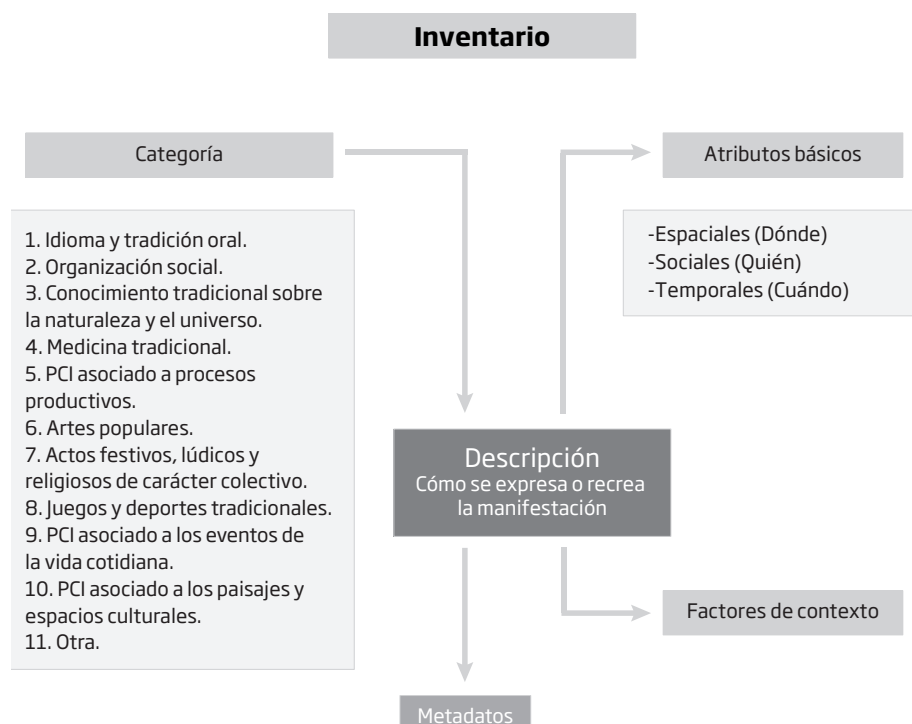 Inventario
Categoría
1. Idioma y tradición oral.
2. Organización social.
3. Conocimiento tradicional sobre
la naturaleza y el universo.
4. Medicina tradicional.
5. PCI asociado a procesos
productivos.
6. Artes populares.
7. Actos festivos, lúdicos y
religiosos de carácter colectivo.
8. Juegos y deportes tradicionales.
9. PCI asociado a los eventos de
la vida cotidiana.
10. PCI asociado a los paisajes y
espacios culturales.
11. Otra.
Atributos básicos
-Espaciales (Dónde)
-Sociales (Quién)
-Temporales (Cuándo)
Descripción
Cómo se expresa o recrea
la manifestación
Factores de contexto
Metadatos